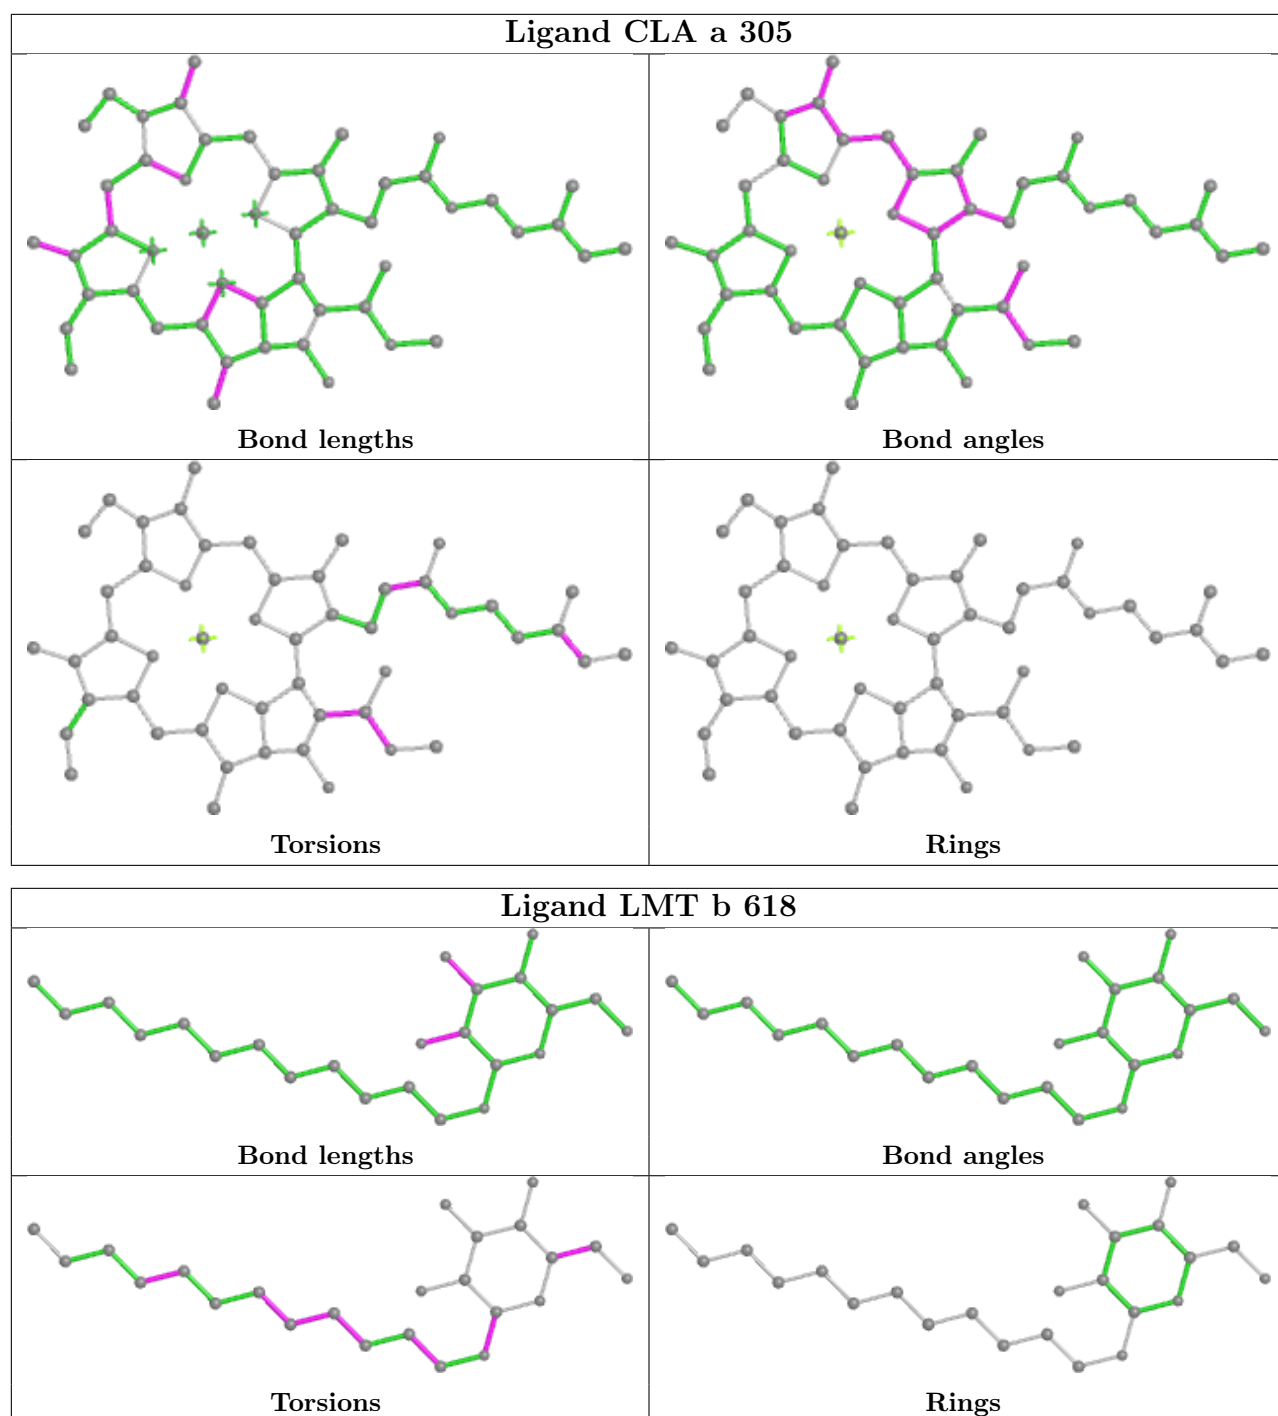 Ligand CLA a 305
Bond lengths
Bond angles
Torsions
Rings
Ligand LMT b 618
Bond lengths
Bond angles
Torsions
Rings